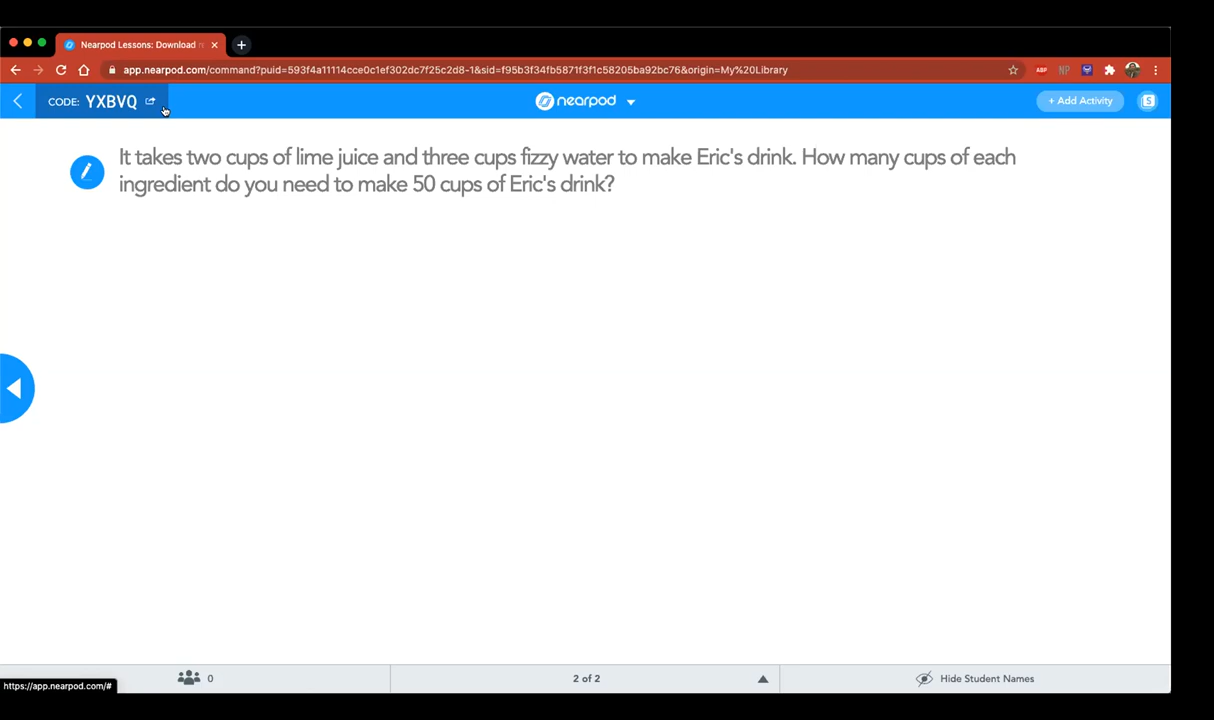 Nearpod Lessons: Download r
app.nearpod.com/command?puid=593f4a11114cce0c1ef302dc7f25c2d8-1&sid=f95b3f34fb5871f3f1c58205ba92bc76&origin=My%20Library
ABP
NP
CODE: YXBVQ
nearpod
+ Add Activity
S
It takes two cups of lime juice and three cups fizzy water to make Eric's drink. How many cups of each
ingredient do you need to make 50 cups of Eric's drink?
0
2 of 2
Hide Student Names
https://app.nearpod.com/#